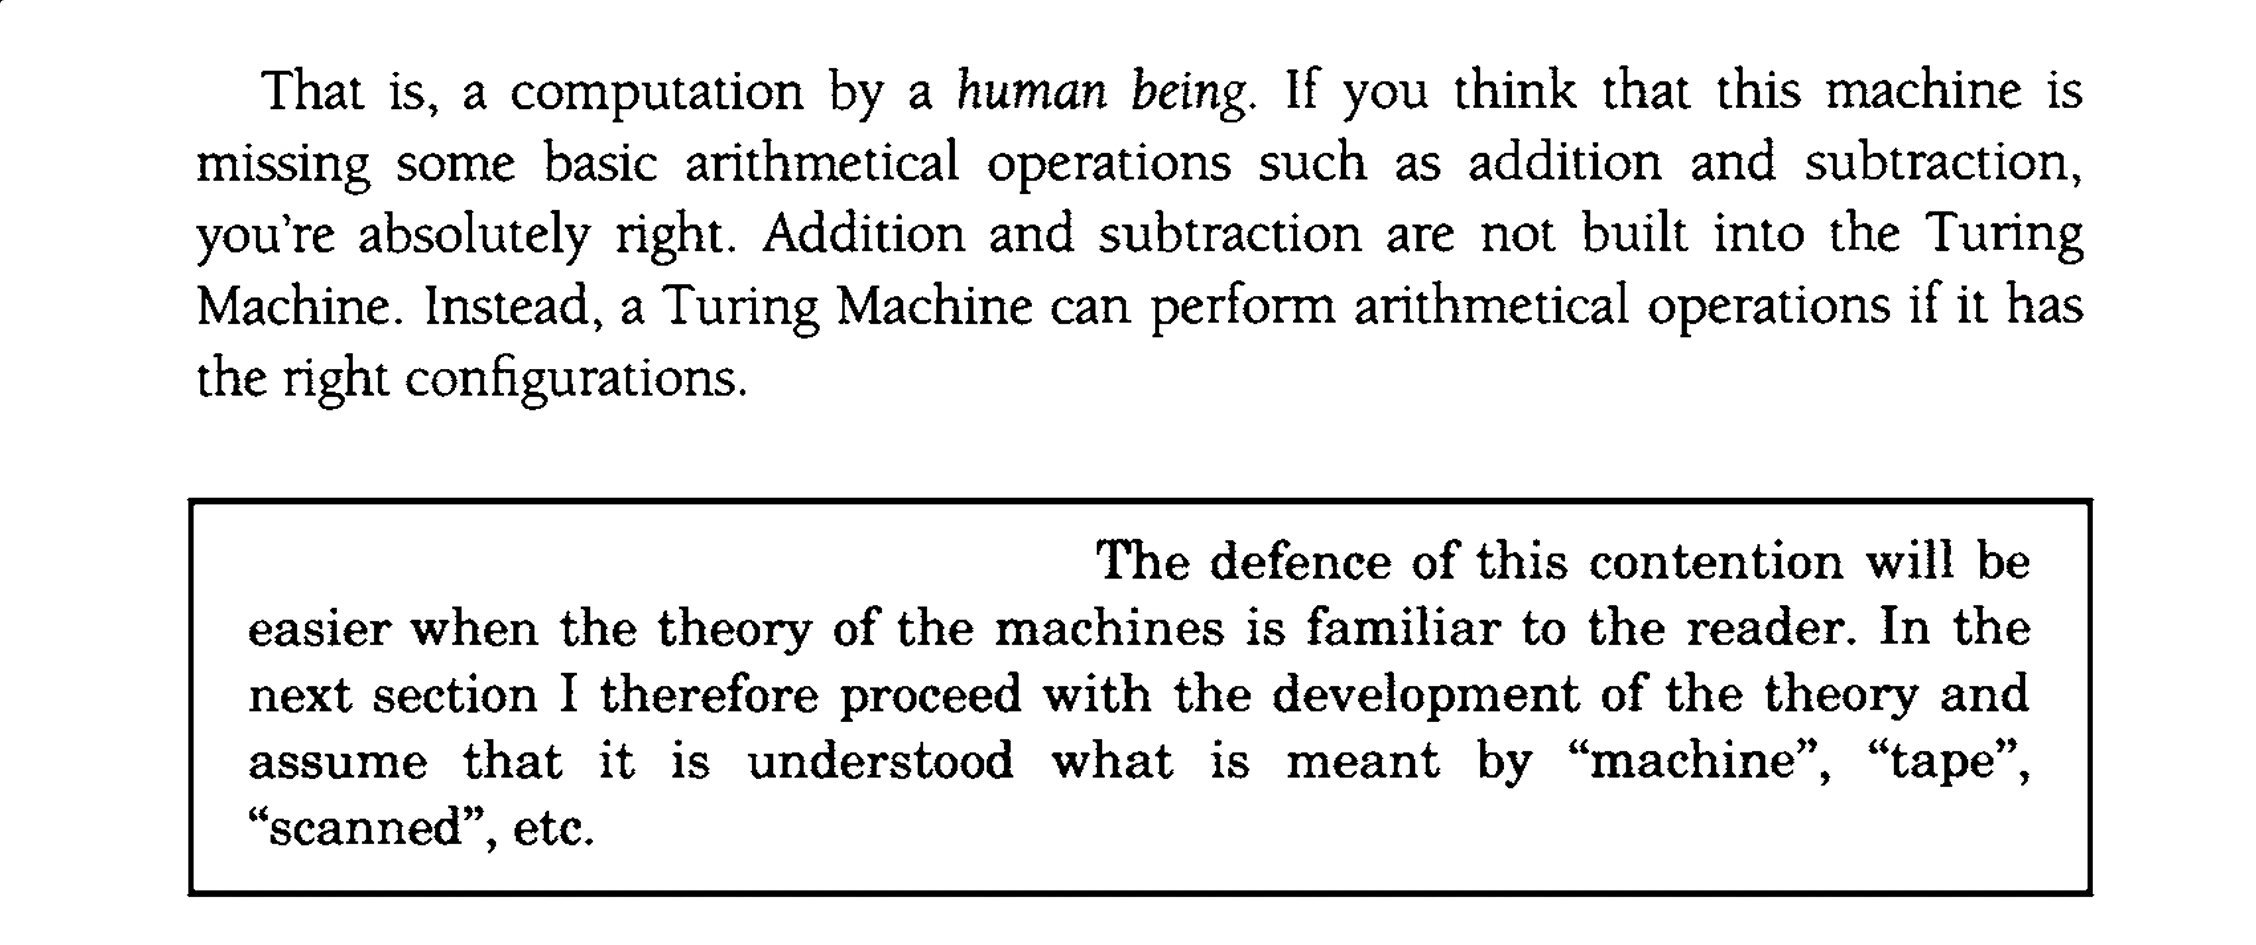 That is, a computation by a human being. If you think that this machine is
missing some basic arithmetical operations such as addition and subtraction,
you're absolutely right. Addition and subtraction are not built into the Turing
Machine. Instead, a Turing Machine can perform arithmetical operations if it has
the right configurations.
The defence of this contention will be
easier when the theory of the machines is familiar to the reader. In the
next section I therefore proceed with the development of the theory and
assume that it is understood what is meant by “machine”, “tape”,
“scanned”, etc.